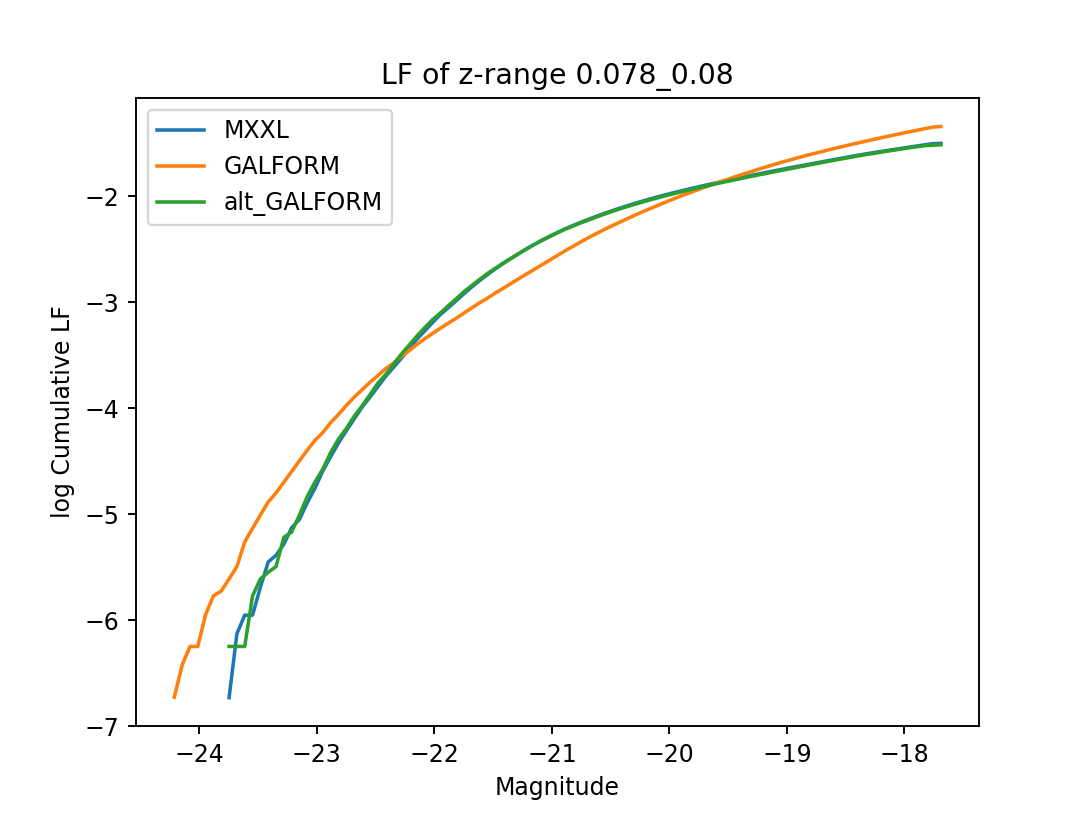 LF of z-range 0.078_0.08
MXXL
GALFORM
alt_GALFORM
log Cumulative LF
−2
−3
−4
−5
−6
−7
−24
−23
−22
−21
−20
−19
−18
Magnitude